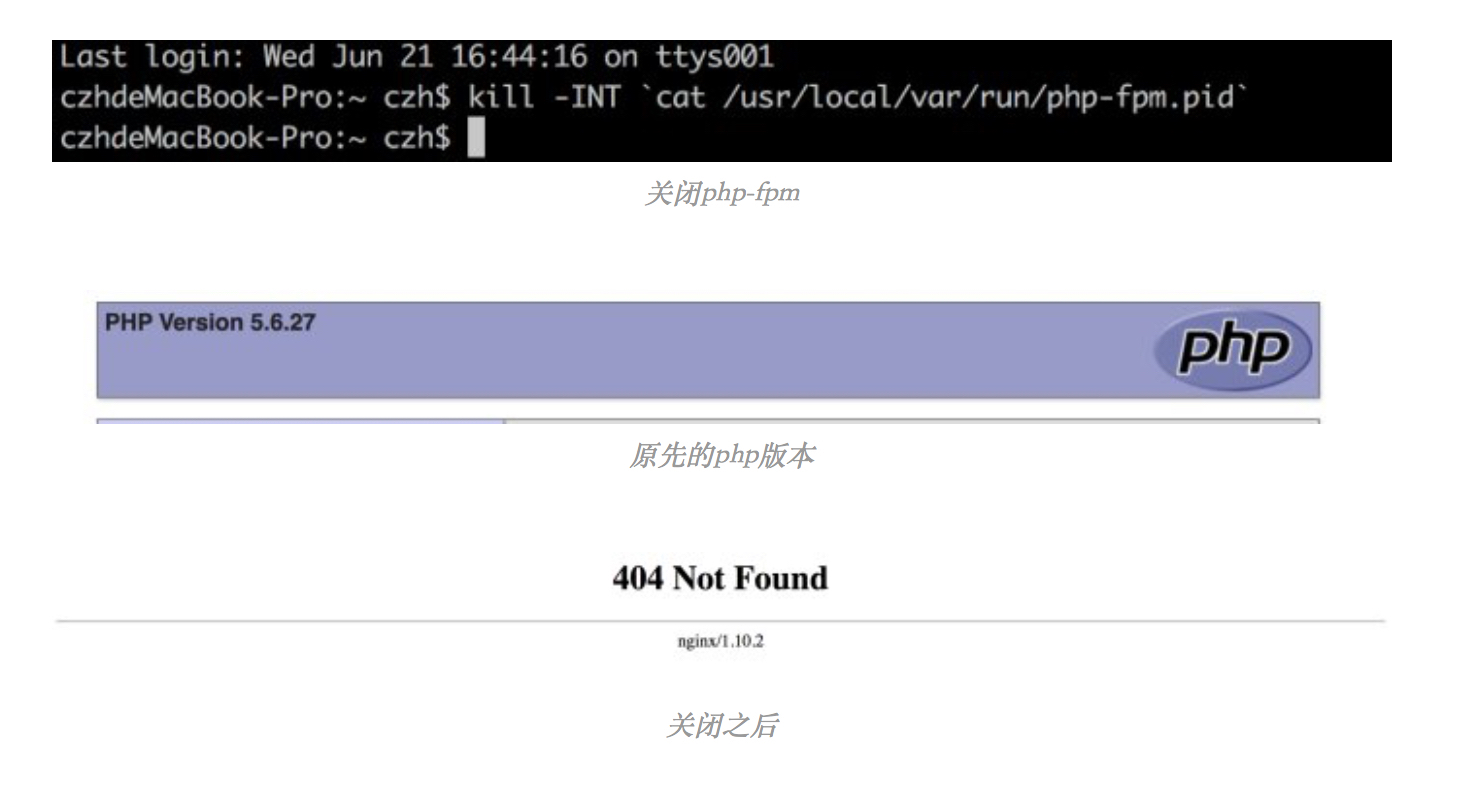 Last login: Wed Jun 21 16:44:16 on ttys001
czhdeMacBook-Pro:~ czh$ kill -INT `cat /usr/local/var/run/php-fpm.pid`
czhdeMacBook-Pro:~ czh$
关闭php-fpm
PHP Version 5.6.27
php
原先的php版本
404 Not Found
nginx/1.10.2
关闭之后